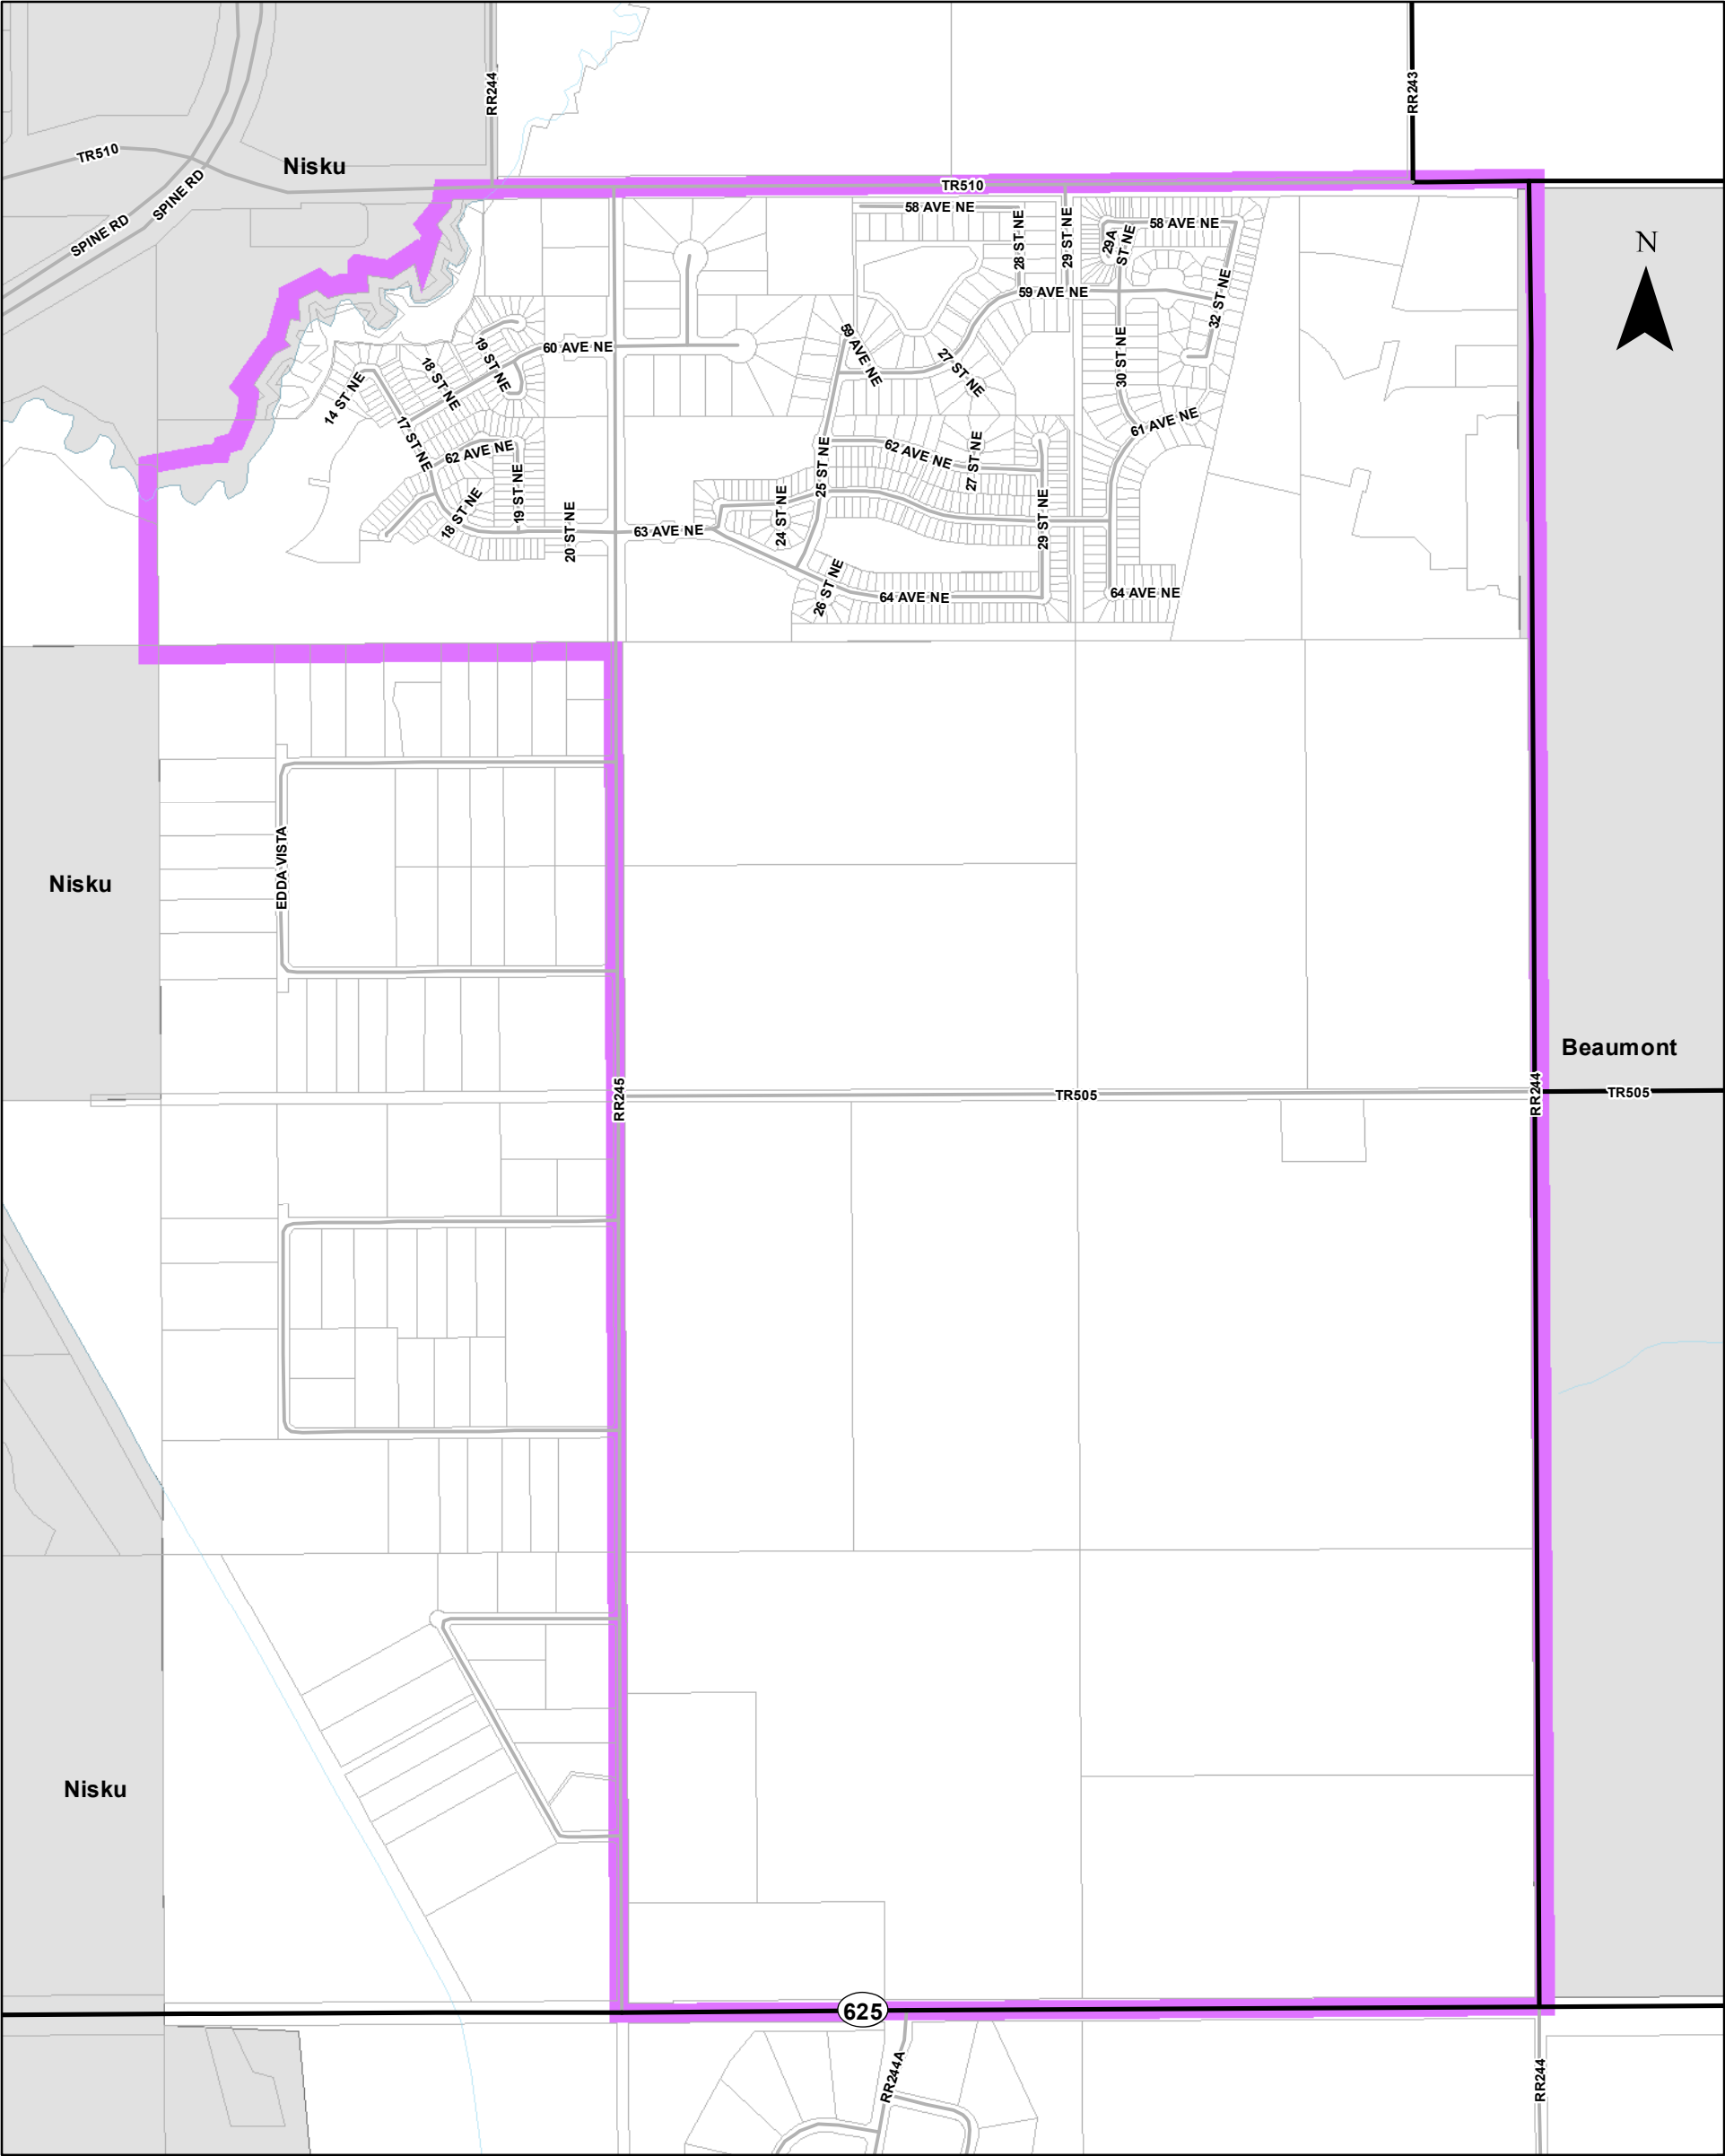 RR244
RR243
TR510
Nisku
SPINE RD
SPINE RD
TR510
58 AVE NE
28 ST NE
29 ST NE
29A
ST NE
58 AVE NE
N
59 AVE NE
32 ST NE
60 AVE NE
19 ST NE
18 ST NE
14 ST NE
59 AVE NE
27 ST NE
30 ST NE
61 AVE NE
17 ST NE
62 AVE NE
62 AVE NE
27 ST NE
25 ST NE
19 ST NE
18 ST NE
20 ST NE
63 AVE NE
24 ST NE
29 ST NE
26 ST NE
64 AVE NE
64 AVE NE
EDDA VISTA
Nisku
Beaumont
RR245
TR505
RR244
TR505
Nisku
625
RR244A
RR244